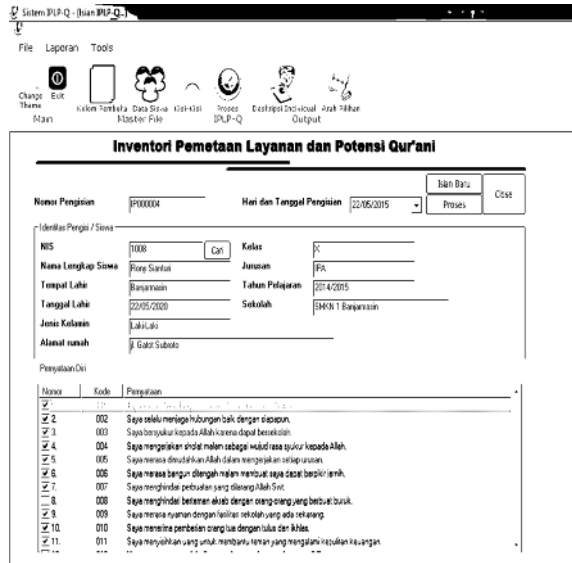 Sistem IPLP-Q - [Isian IPLP-Q...]
File Laporan Tools
Change Theme
Exit
Kolom Pembuka
Data Siswa
Kisi-Kisi
Proses IPLP-Q
Deskripsi Individual
Arah Pilihan
Main
Master File
Output
Inventori Pemetaan Layanan dan Potensi Qur'ani
Isian Baru
Close
Nomor Pengisian IP000004 Hari dan Tanggal Pengisian 22/05/2015 Proses
Identitas Pengisi / Siswa
NIS 1008 Cari Kelas X
Nama Lengkap Siswa Rony Sianturi Jurusan IPA
Tempat Lahir Banjarmasin Tahun Pelajaran 2014/2015
Tanggal Lahir 22/05/2020 Sekolah SMKN 1 Banjarmasin
Jenis Kelamin Laki-Laki
Alamat rumah jl. Gatot Subroto
Pernyataan Diri
Nomor Kode Pernyataan
2. 002 Saya selalu menjaga hubungan baik dengan siapapun.
3. 003 Saya bersyukur kepada Allah karena dapat bersekolah.
4. 004 Saya mengerjakan sholat malam sebagai wujud rasa syukur kepada Allah.
5. 005 Saya merasa dimudahkan Allah dalam mengerjakan setiap urusan.
6. 006 Saya merasa bangun ditengah malam membuat saya dapat berpikir jernih.
7. 007 Saya menghindari perbuatan yang dilarang Allah Swt.
8. 008 Saya menghindari berteman akrab dengan orang-orang yang berbuat buruk.
9. 009 Saya merasa nyaman dengan fasilitas sekolah yang ada sekarang.
10. 010 Saya menerima pemberian orang tua dengan tulus dan ikhlas.
11. 011 Saya menyisihkan uang untuk membantu teman yang mengalami kesulitan keuangan.